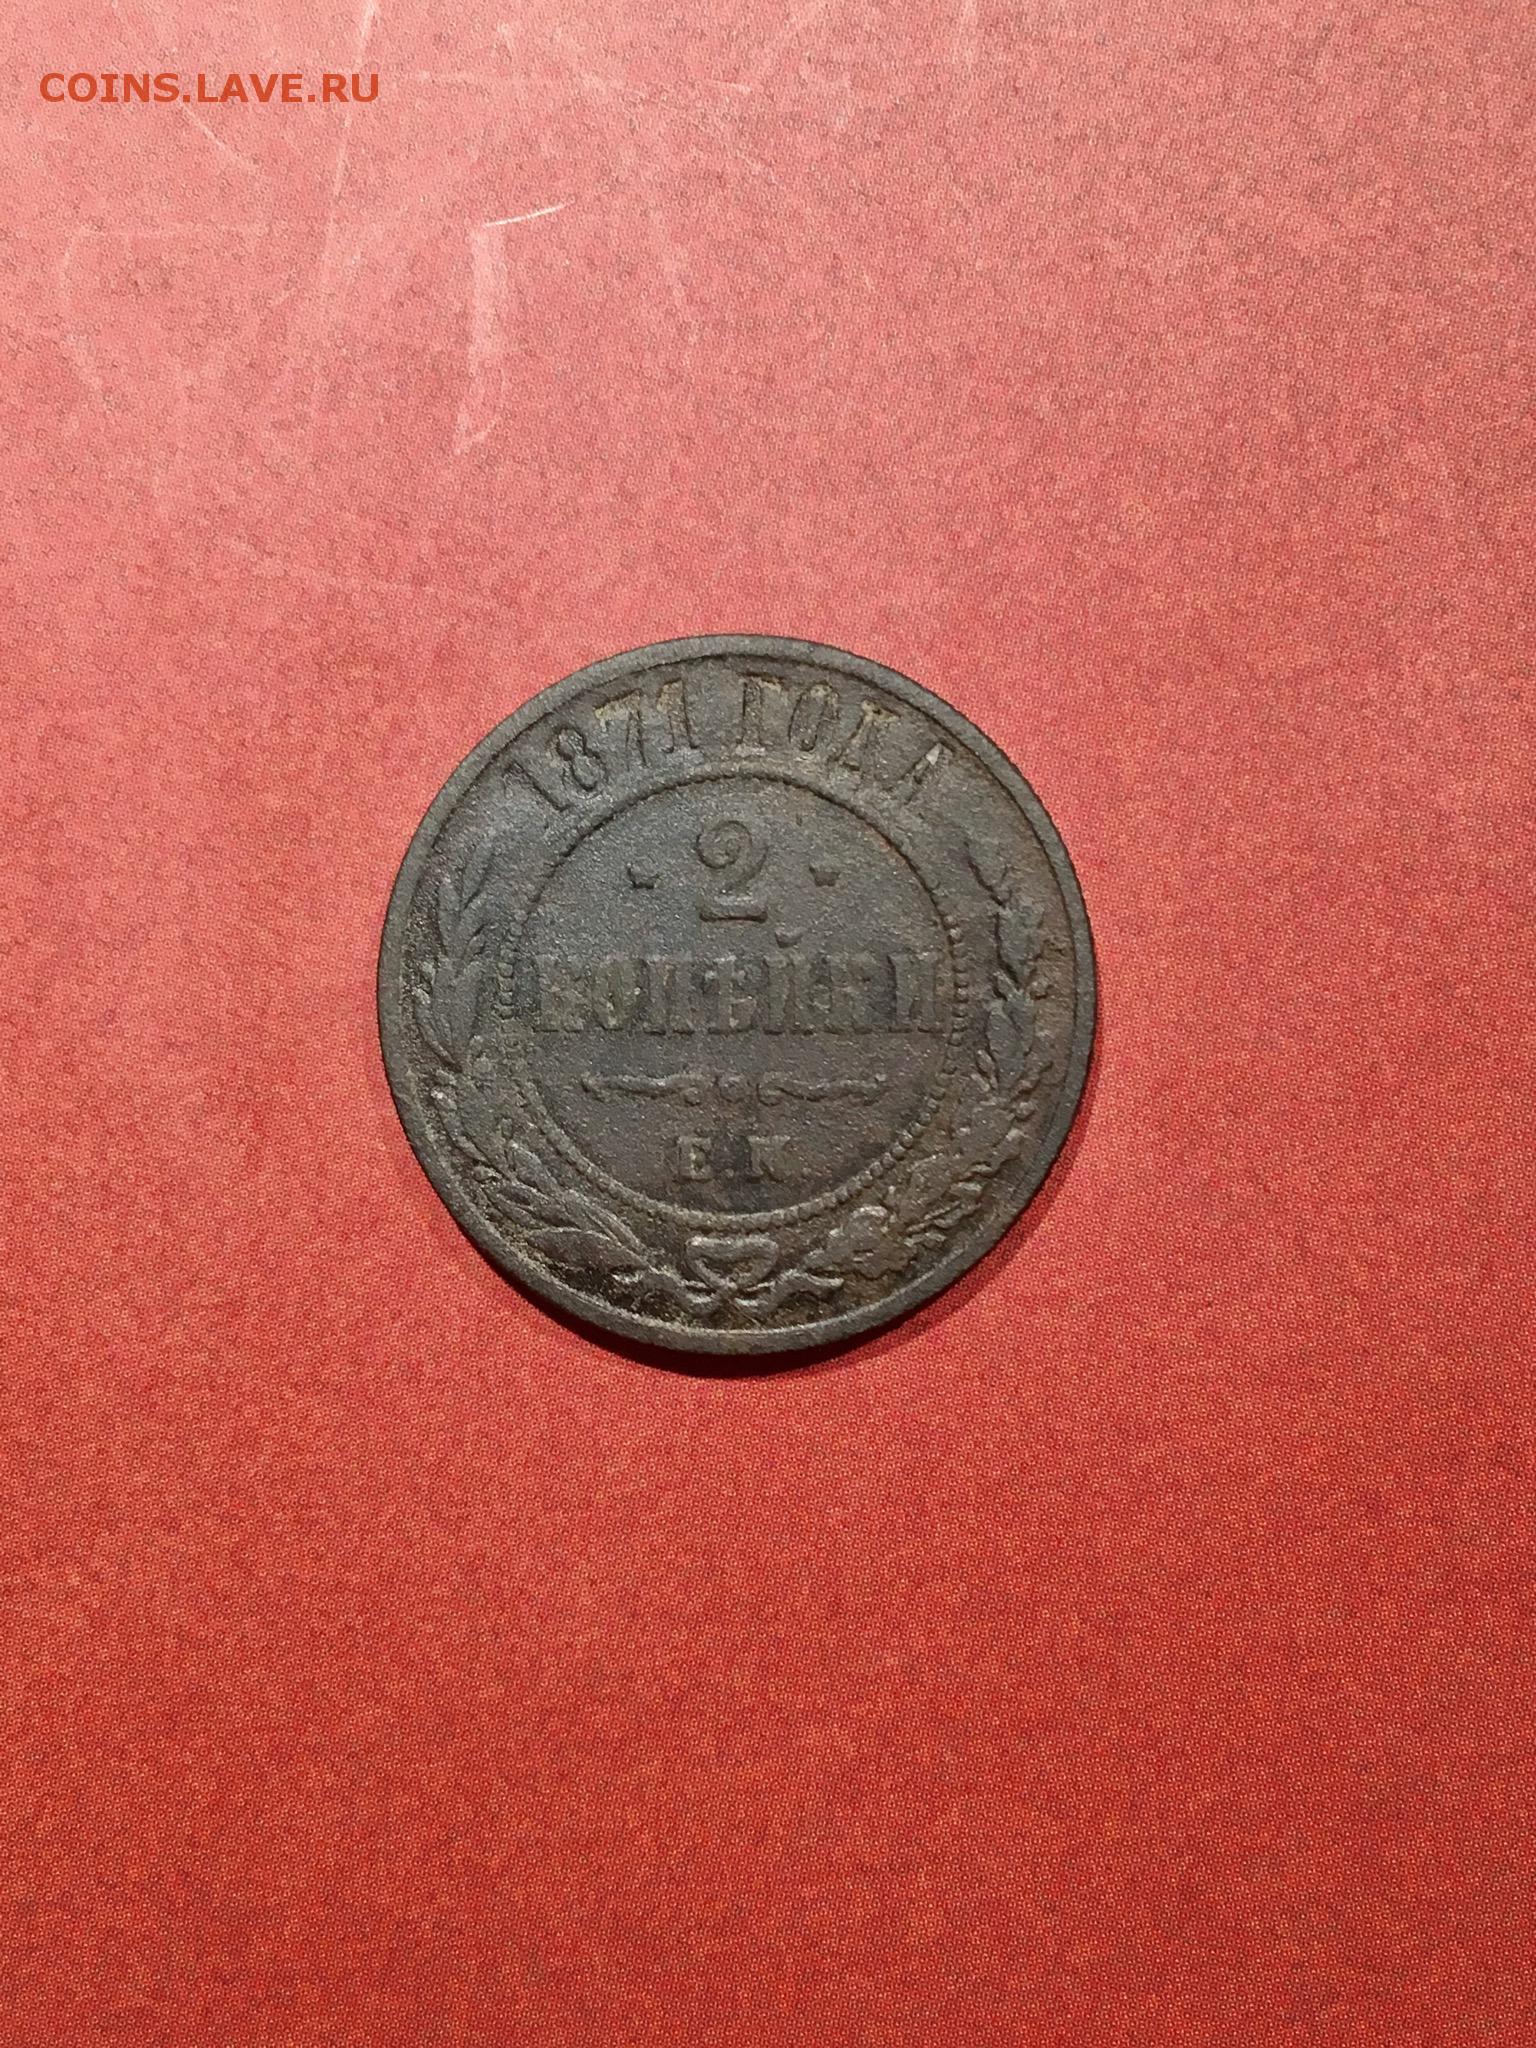 COINS.LAVE.RU
1871 ГОДА
2
КОПѢЙКИ
Е М